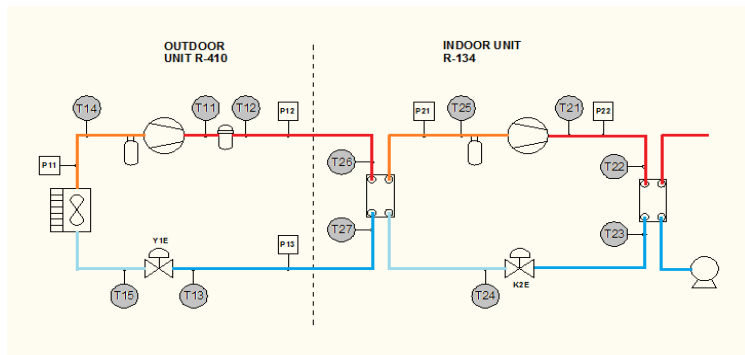 OUTDOOR
UNIT R-410
INDOOR UNIT
R-134
T14
T11
T12
P12
P21
T25
T21
P22
P11
T26
T22
T27
T23
Y1E
P13
K2E
T15
T13
T24